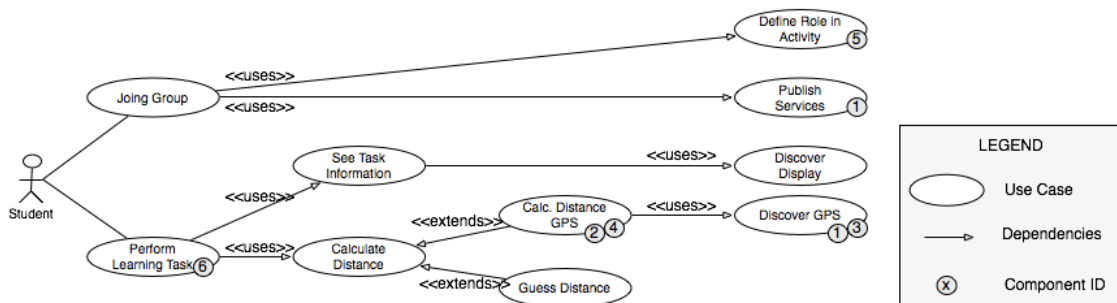 Define Role in
Activity
5
<<uses>>
Joing Group
<<uses>>
Publish
Services
1
See Task
Information
<<uses>>
Discover
Display
Student
<<uses>>
<<extends>>
Calc. Distance
GPS
2 4
<<uses>>
Discover GPS
1 3
Perform
Learning Task
6
<<uses>>
Calculate
Distance
<<extends>>
Guess Distance
LEGEND
Use Case
Dependencies
x
Component ID